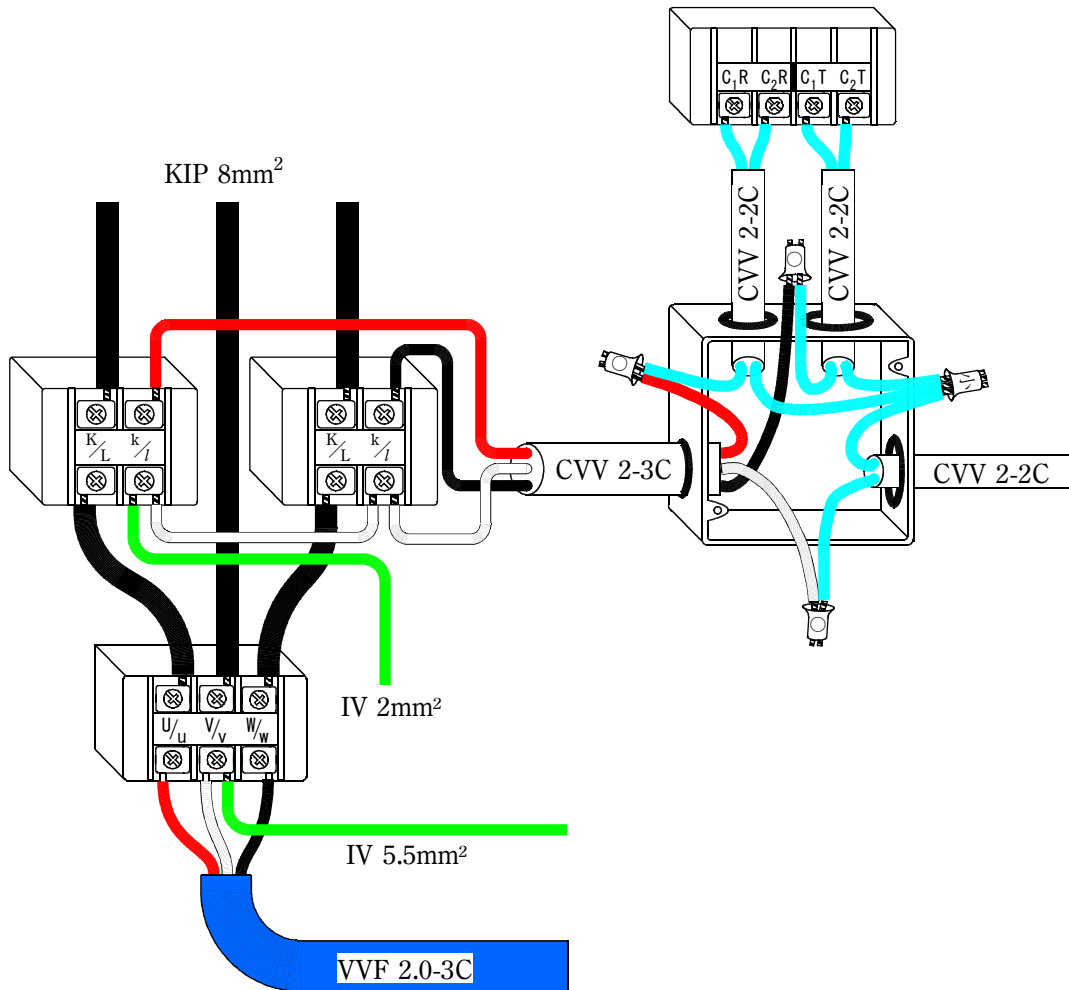 C₁R C₂R C₁T C₂T
KIP 8mm²
CVV 2-2C
CVV 2-2C
K/L k/l
K/L k/l
CVV 2-3C
CVV 2-2C
IV 2mm²
U/u V/v W/w
IV 5.5mm²
VVF 2.0-3C